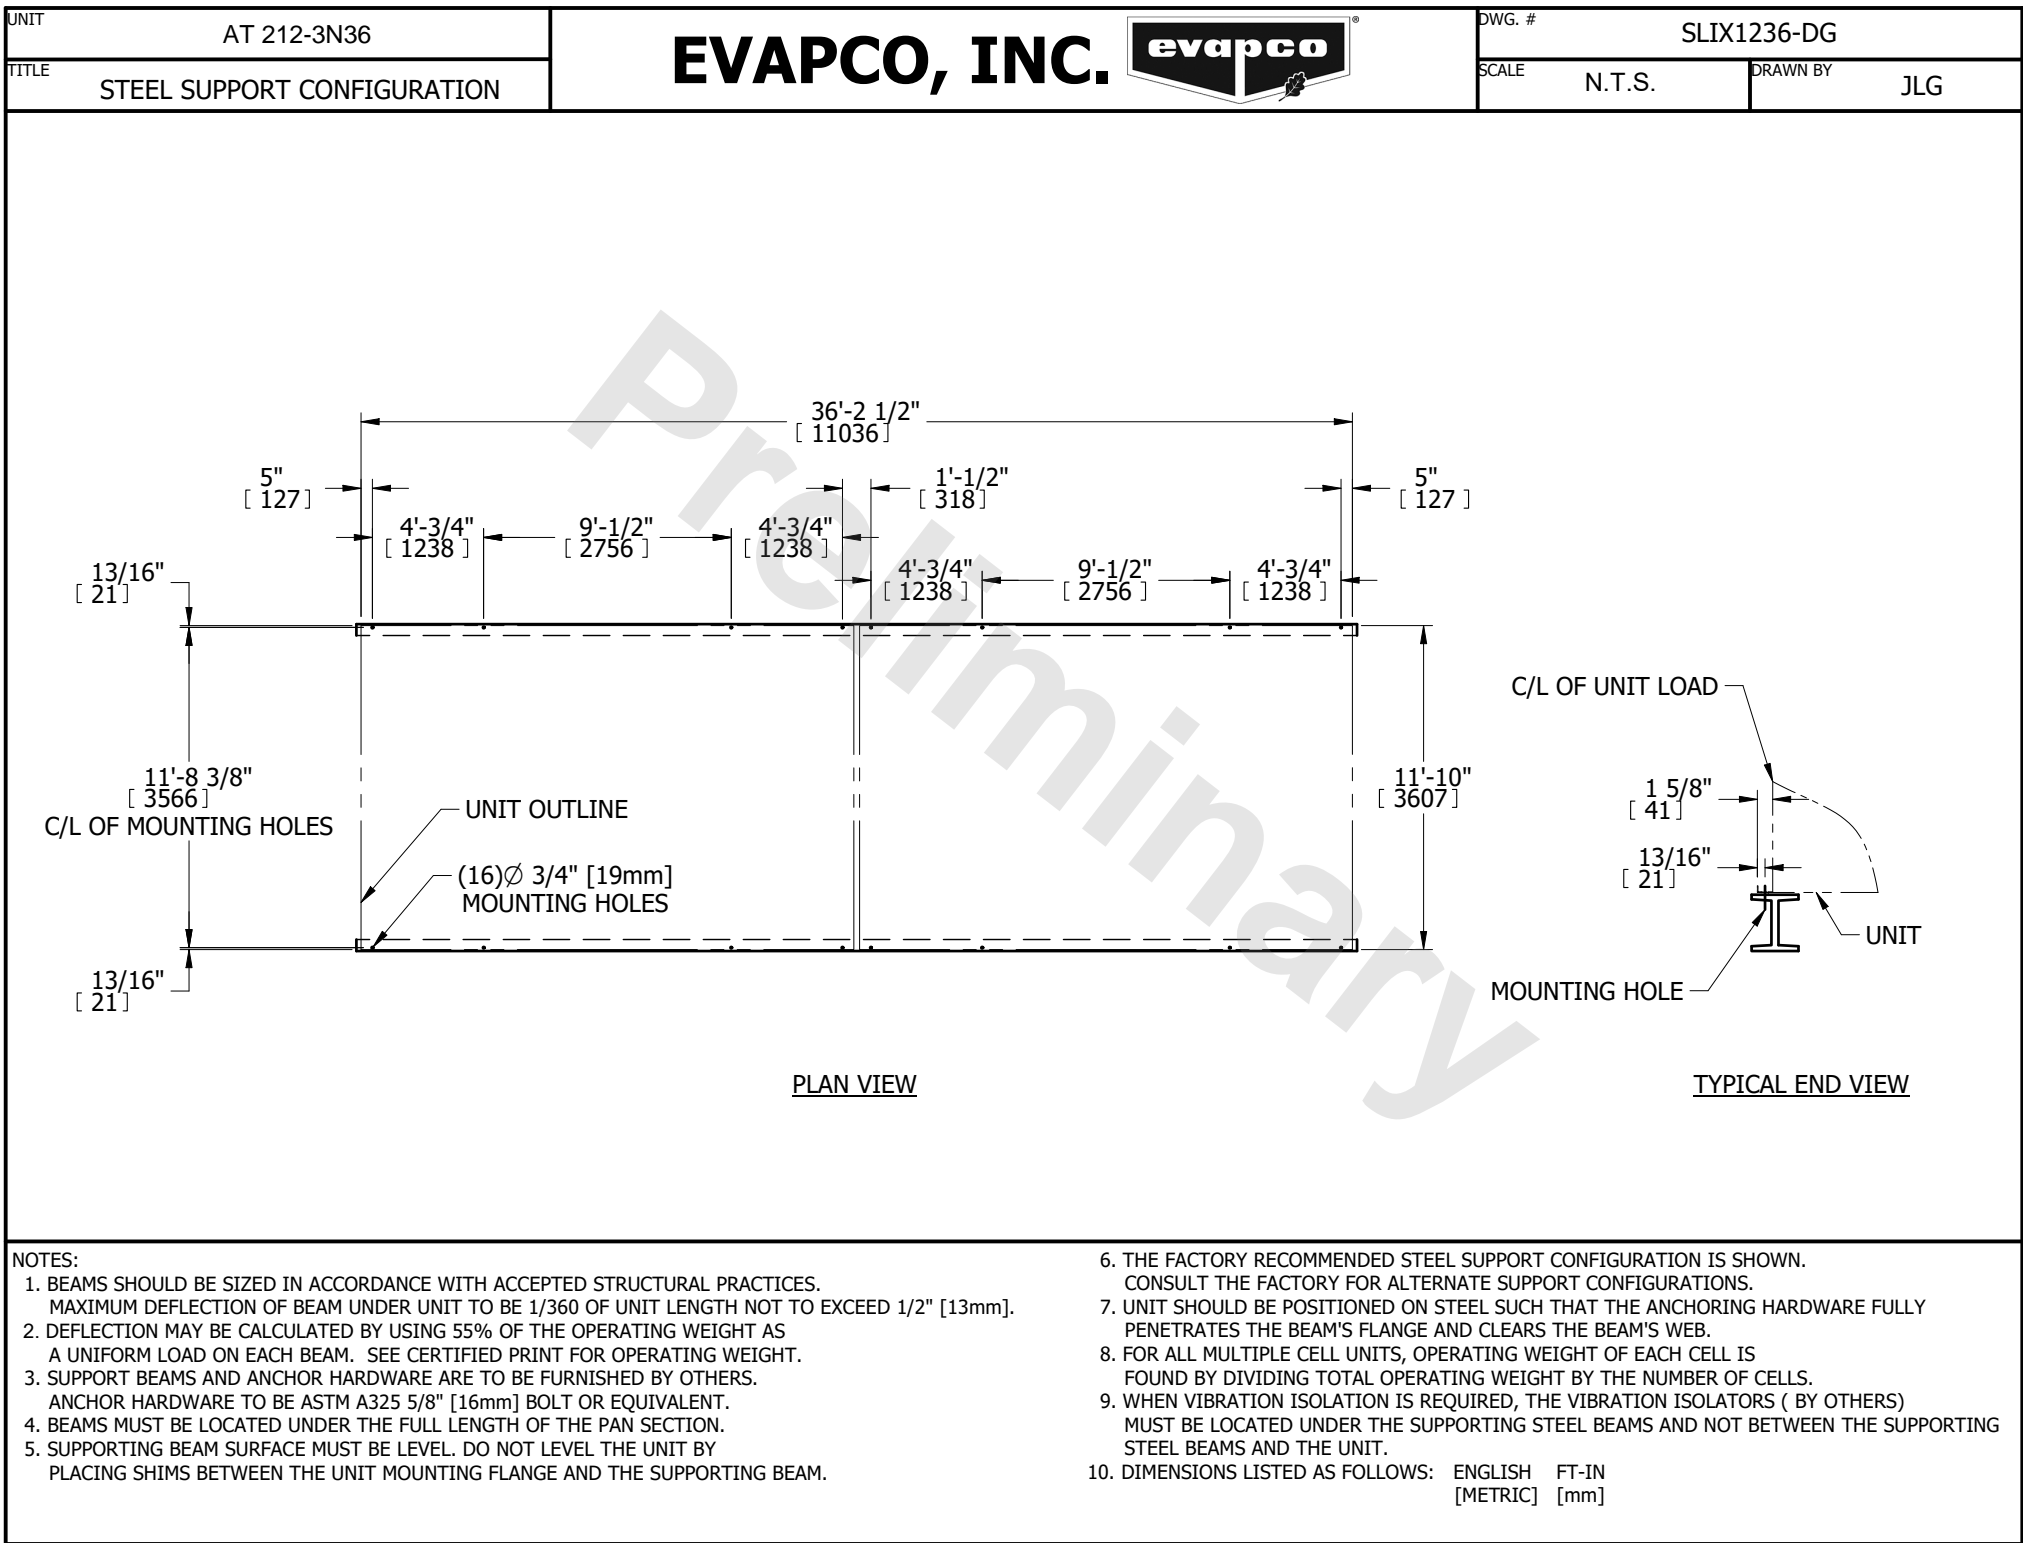 UNIT
AT 212-3N36
TITLE
STEEL SUPPORT CONFIGURATION
EVAPCO, INC.
evapco
®
DWG. #
SLIX1236-DG
SCALE
N.T.S.
DRAWN BY
JLG
Preliminary
36'-2 1/2"
[ 11036 ]
5"
[ 127 ]
1'-1/2"
[ 318 ]
5"
[ 127 ]
4'-3/4"
[ 1238 ]
9'-1/2"
[ 2756 ]
4'-3/4"
[ 1238 ]
4'-3/4"
[ 1238 ]
9'-1/2"
[ 2756 ]
4'-3/4"
[ 1238 ]
13/16"
[ 21 ]
11'-8 3/8"
[ 3566 ]
C/L OF MOUNTING HOLES
UNIT OUTLINE
(16)∅ 3/4" [19mm]
MOUNTING HOLES
11'-10"
[ 3607 ]
13/16"
[ 21 ]
C/L OF UNIT LOAD
1 5/8"
[ 41 ]
13/16"
[ 21 ]
UNIT
MOUNTING HOLE
PLAN VIEW
TYPICAL END VIEW
NOTES:
1. BEAMS SHOULD BE SIZED IN ACCORDANCE WITH ACCEPTED STRUCTURAL PRACTICES.
MAXIMUM DEFLECTION OF BEAM UNDER UNIT TO BE 1/360 OF UNIT LENGTH NOT TO EXCEED 1/2" [13mm].
2. DEFLECTION MAY BE CALCULATED BY USING 55% OF THE OPERATING WEIGHT AS
A UNIFORM LOAD ON EACH BEAM. SEE CERTIFIED PRINT FOR OPERATING WEIGHT.
3. SUPPORT BEAMS AND ANCHOR HARDWARE ARE TO BE FURNISHED BY OTHERS.
ANCHOR HARDWARE TO BE ASTM A325 5/8" [16mm] BOLT OR EQUIVALENT.
4. BEAMS MUST BE LOCATED UNDER THE FULL LENGTH OF THE PAN SECTION.
5. SUPPORTING BEAM SURFACE MUST BE LEVEL. DO NOT LEVEL THE UNIT BY
PLACING SHIMS BETWEEN THE UNIT MOUNTING FLANGE AND THE SUPPORTING BEAM.
6. THE FACTORY RECOMMENDED STEEL SUPPORT CONFIGURATION IS SHOWN.
CONSULT THE FACTORY FOR ALTERNATE SUPPORT CONFIGURATIONS.
7. UNIT SHOULD BE POSITIONED ON STEEL SUCH THAT THE ANCHORING HARDWARE FULLY
PENETRATES THE BEAM'S FLANGE AND CLEARS THE BEAM'S WEB.
8. FOR ALL MULTIPLE CELL UNITS, OPERATING WEIGHT OF EACH CELL IS
FOUND BY DIVIDING TOTAL OPERATING WEIGHT BY THE NUMBER OF CELLS.
9. WHEN VIBRATION ISOLATION IS REQUIRED, THE VIBRATION ISOLATORS ( BY OTHERS)
MUST BE LOCATED UNDER THE SUPPORTING STEEL BEAMS AND NOT BETWEEN THE SUPPORTING
STEEL BEAMS AND THE UNIT.
10. DIMENSIONS LISTED AS FOLLOWS: ENGLISH FT-IN
[METRIC] [mm]